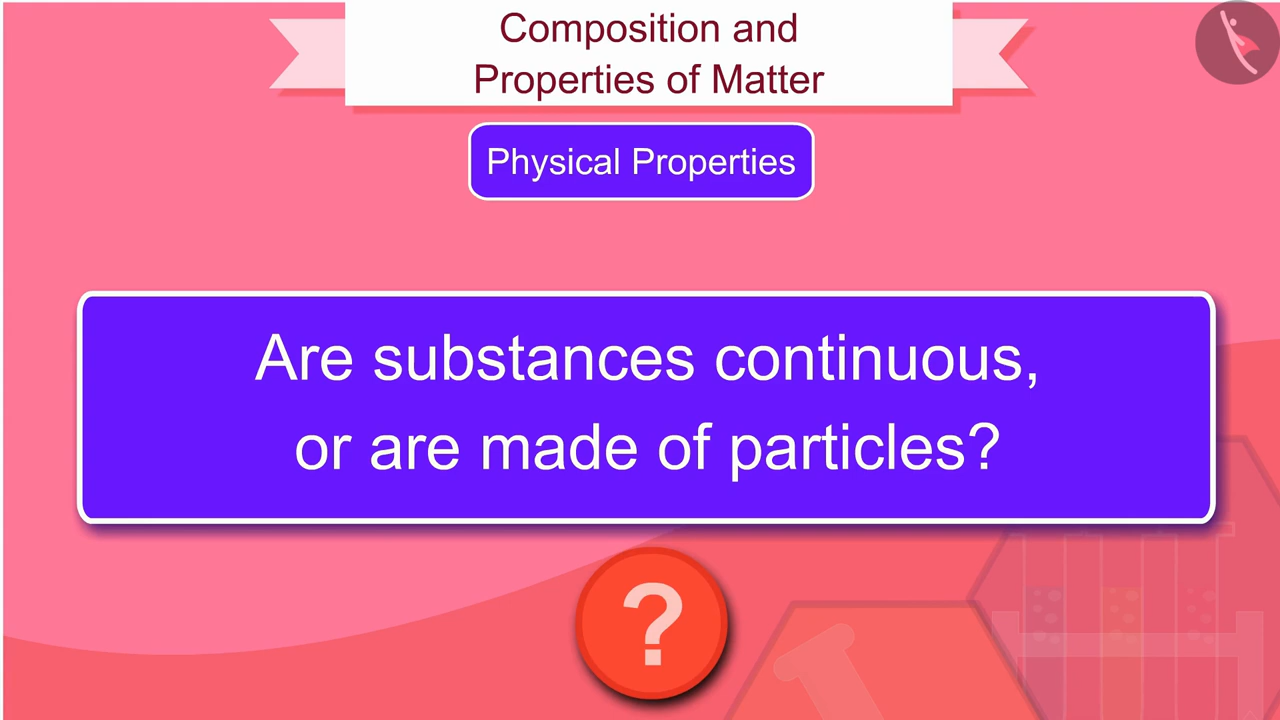 Composition and
Properties of Matter
Physical Properties
Are substances continuous,
or are made of particles?
?